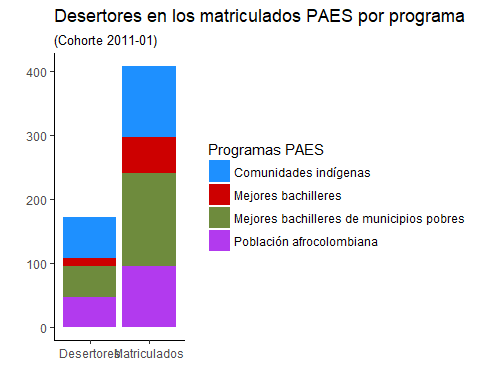 Desertores en los matriculados PAES por programa
(Cohorte 2011-01)
400
300
200
100
0
Desertores Matriculados
Programas PAES
Comunidades indígenas
Mejores bachilleres
Mejores bachilleres de municipios pobres
Población afrocolombiana